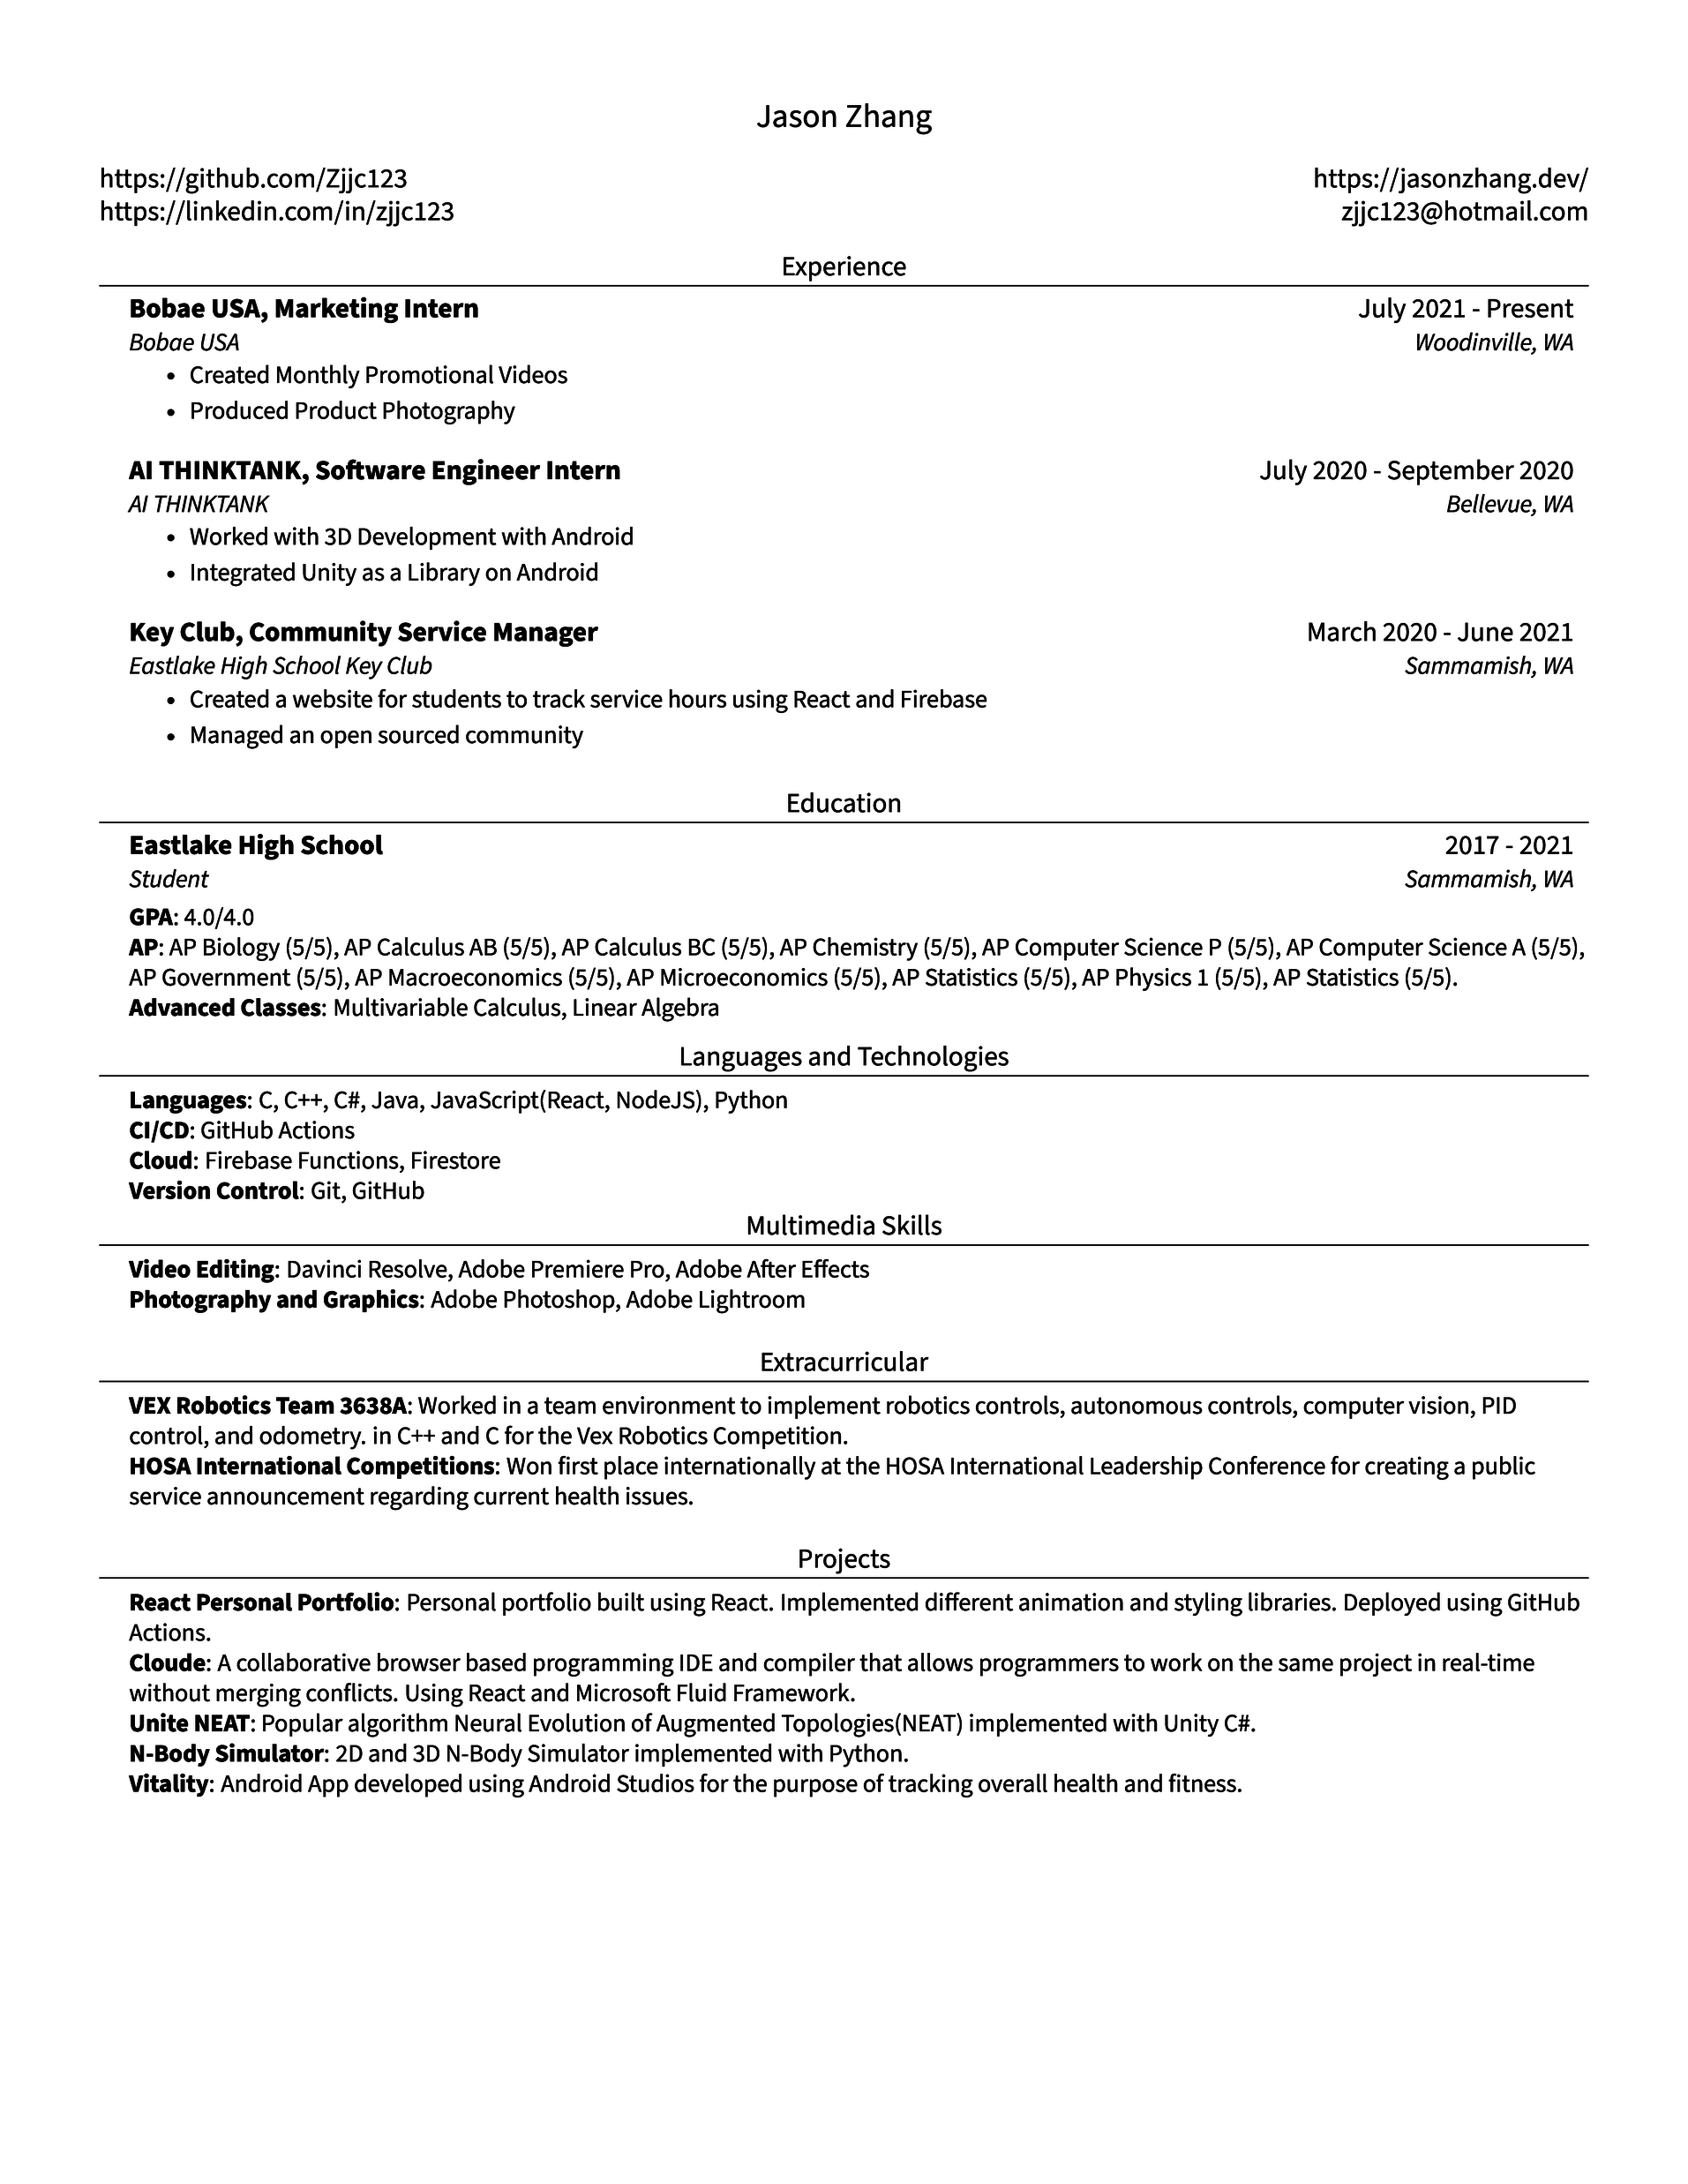 Jason Zhang
https://github.com/Zjjc123
https://jasonzhang.dev/
https://linkedin.com/in/zjjc123
zjjc123@hotmail.com
Experience
Bobae USA, Marketing Intern
July 2021 - Present
Bobae USA
Woodinville, WA
• Created Monthly Promotional Videos
• Produced Product Photography
AI THINKTANK, Software Engineer Intern
July 2020 - September 2020
AI THINKTANK
Bellevue, WA
• Worked with 3D Development with Android
• Integrated Unity as a Library on Android
Key Club, Community Service Manager
March 2020 - June 2021
Eastlake High School Key Club
Sammamish, WA
• Created a website for students to track service hours using React and Firebase
• Managed an open sourced community
Education
Eastlake High School
2017 - 2021
Student
Sammamish, WA
GPA: 4.0/4.0
AP: AP Biology (5/5), AP Calculus AB (5/5), AP Calculus BC (5/5), AP Chemistry (5/5), AP Computer Science P (5/5), AP Computer Science A (5/5),
AP Government (5/5), AP Macroeconomics (5/5), AP Microeconomics (5/5), AP Statistics (5/5), AP Physics 1 (5/5), AP Statistics (5/5).
Advanced Classes: Multivariable Calculus, Linear Algebra
Languages and Technologies
Languages: C, C++, C#, Java, JavaScript(React, NodeJS), Python
CI/CD: GitHub Actions
Cloud: Firebase Functions, Firestore
Version Control: Git, GitHub
Multimedia Skills
Video Editing: Davinci Resolve, Adobe Premiere Pro, Adobe After Effects
Photography and Graphics: Adobe Photoshop, Adobe Lightroom
Extracurricular
VEX Robotics Team 3638A: Worked in a team environment to implement robotics controls, autonomous controls, computer vision, PID
control, and odometry. in C++ and C for the Vex Robotics Competition.
HOSA International Competitions: Won first place internationally at the HOSA International Leadership Conference for creating a public
service announcement regarding current health issues.
Projects
React Personal Portfolio: Personal portfolio built using React. Implemented different animation and styling libraries. Deployed using GitHub
Actions.
Cloude: A collaborative browser based programming IDE and compiler that allows programmers to work on the same project in real-time
without merging conflicts. Using React and Microsoft Fluid Framework.
Unite NEAT: Popular algorithm Neural Evolution of Augmented Topologies(NEAT) implemented with Unity C#.
N-Body Simulator: 2D and 3D N-Body Simulator implemented with Python.
Vitality: Android App developed using Android Studios for the purpose of tracking overall health and fitness.